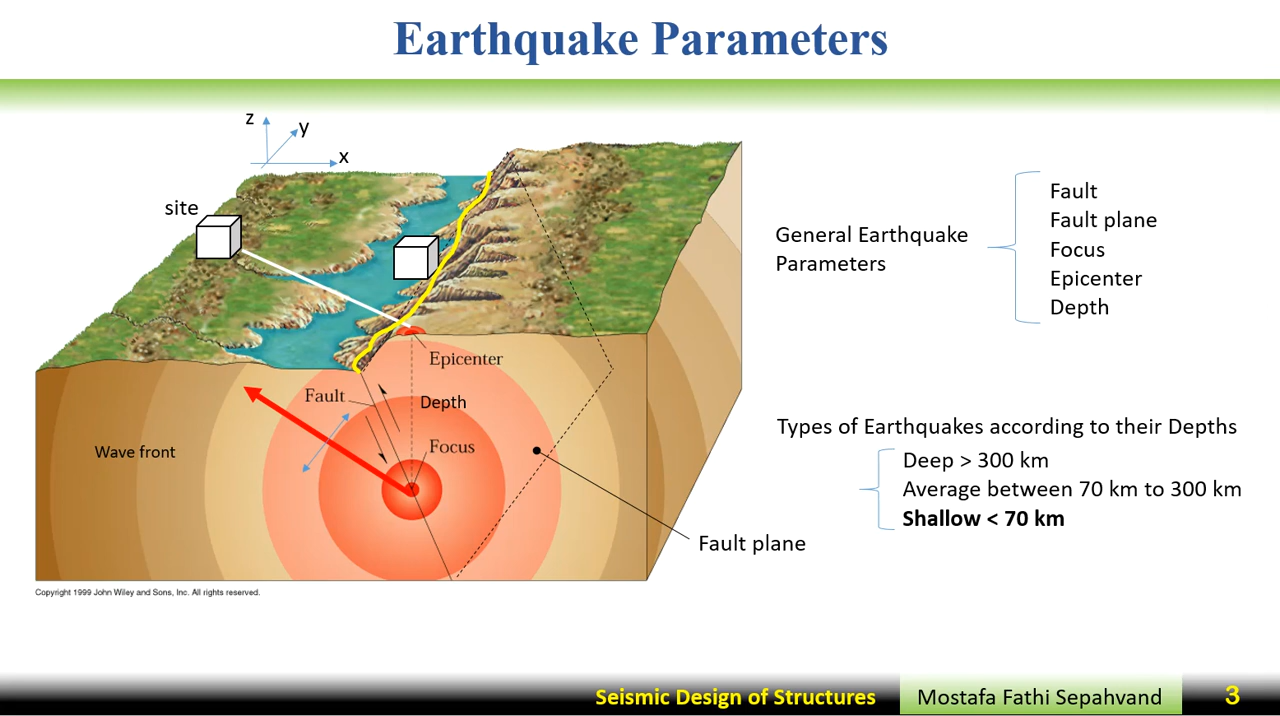 Earthquake Parameters
z
y
x
site
Epicenter
Fault
Depth
Focus
Wave front
Fault plane
Copyright 1999 John Wiley and Sons, Inc. All rights reserved.
General Earthquake
Parameters
Fault
Fault plane
Focus
Epicenter
Depth
Types of Earthquakes according to their Depths
Deep > 300 km
Average between 70 km to 300 km
Shallow < 70 km
Seismic Design of Structures
Mostafa Fathi Sepahvand
3